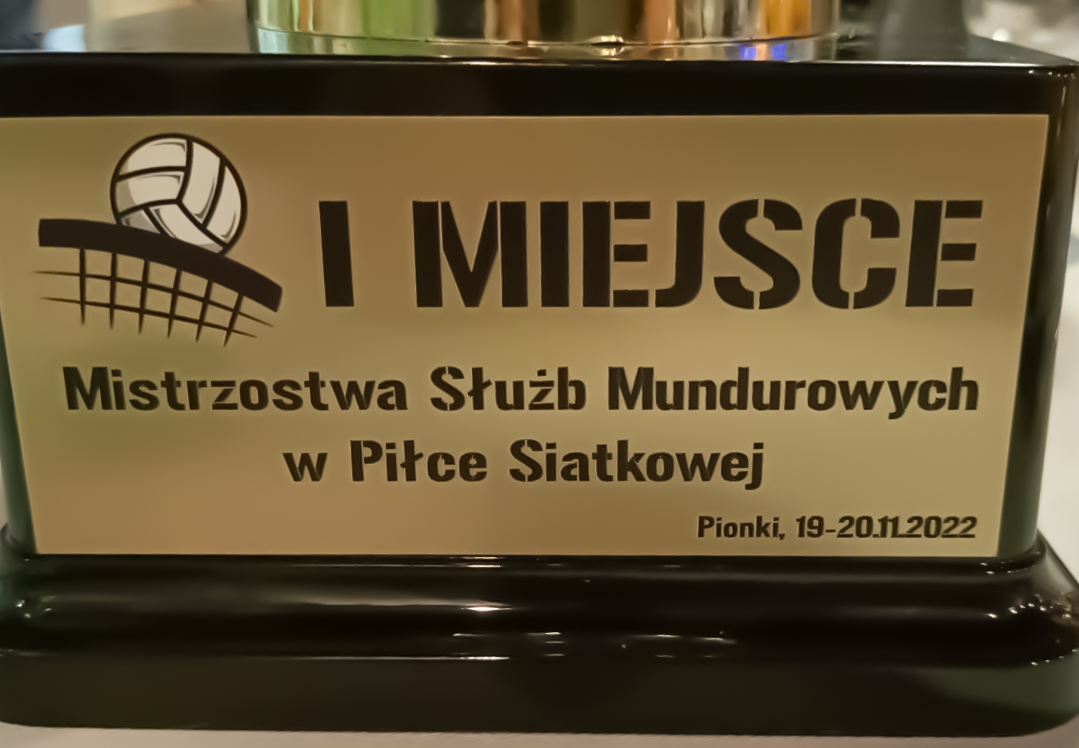 I MIEJSCE
Mistrzostwa Służb Mundurowych
w Piłce Siatkowej
Pionki, 19-20.11.2022